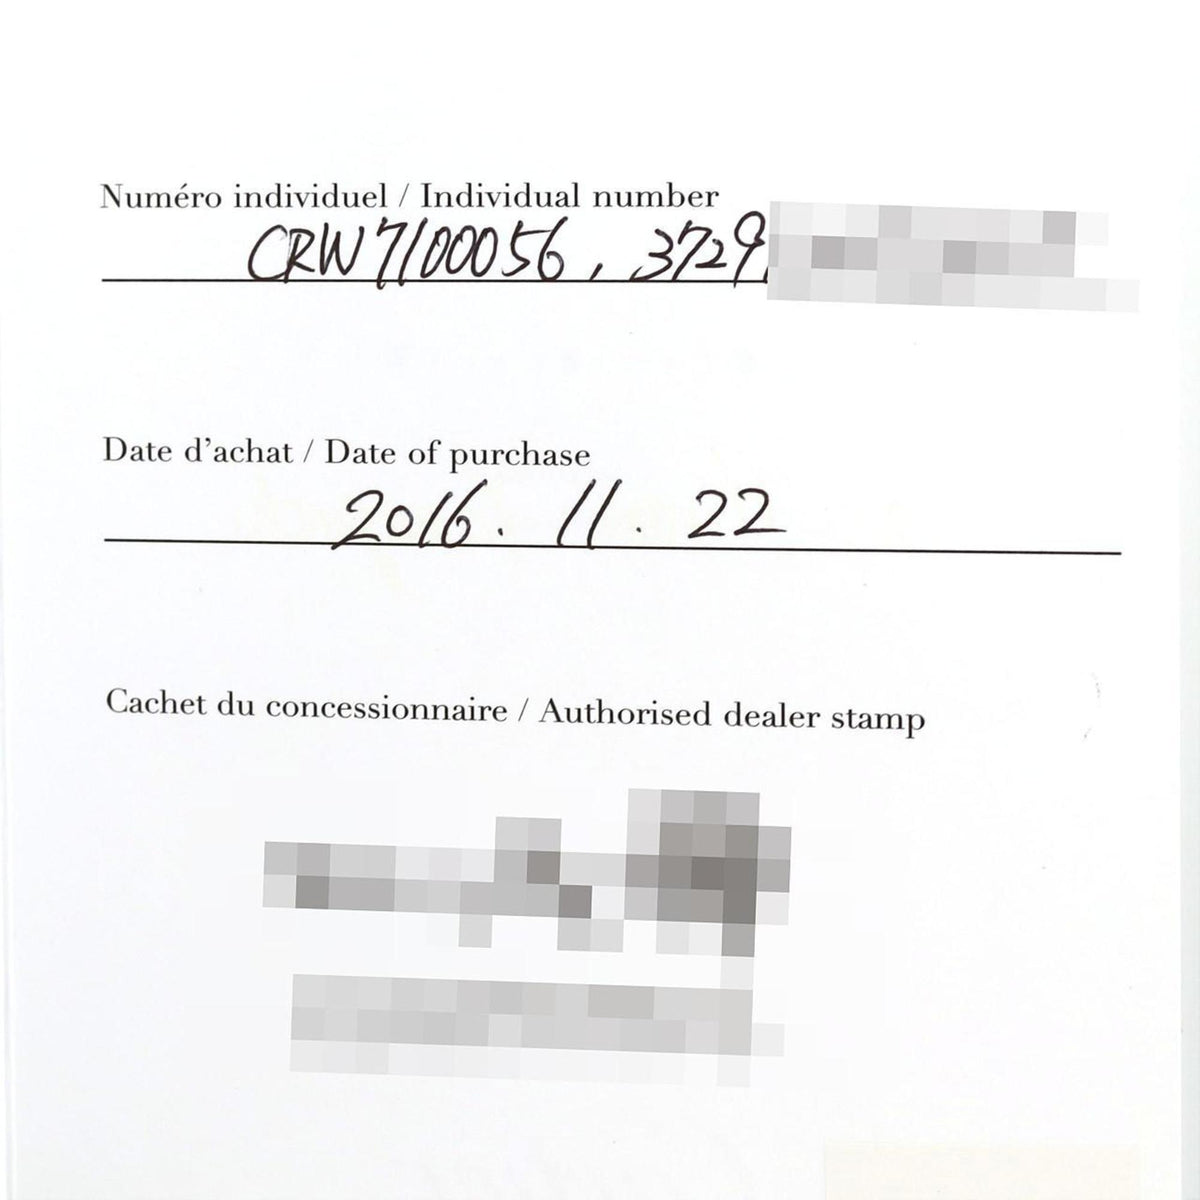 Numéro individuel / Individual number
CRW7100056, 3729
Date d'achat / Date of purchase
2016. 11. 22
Cachet du concessionnaire / Authorised dealer stamp